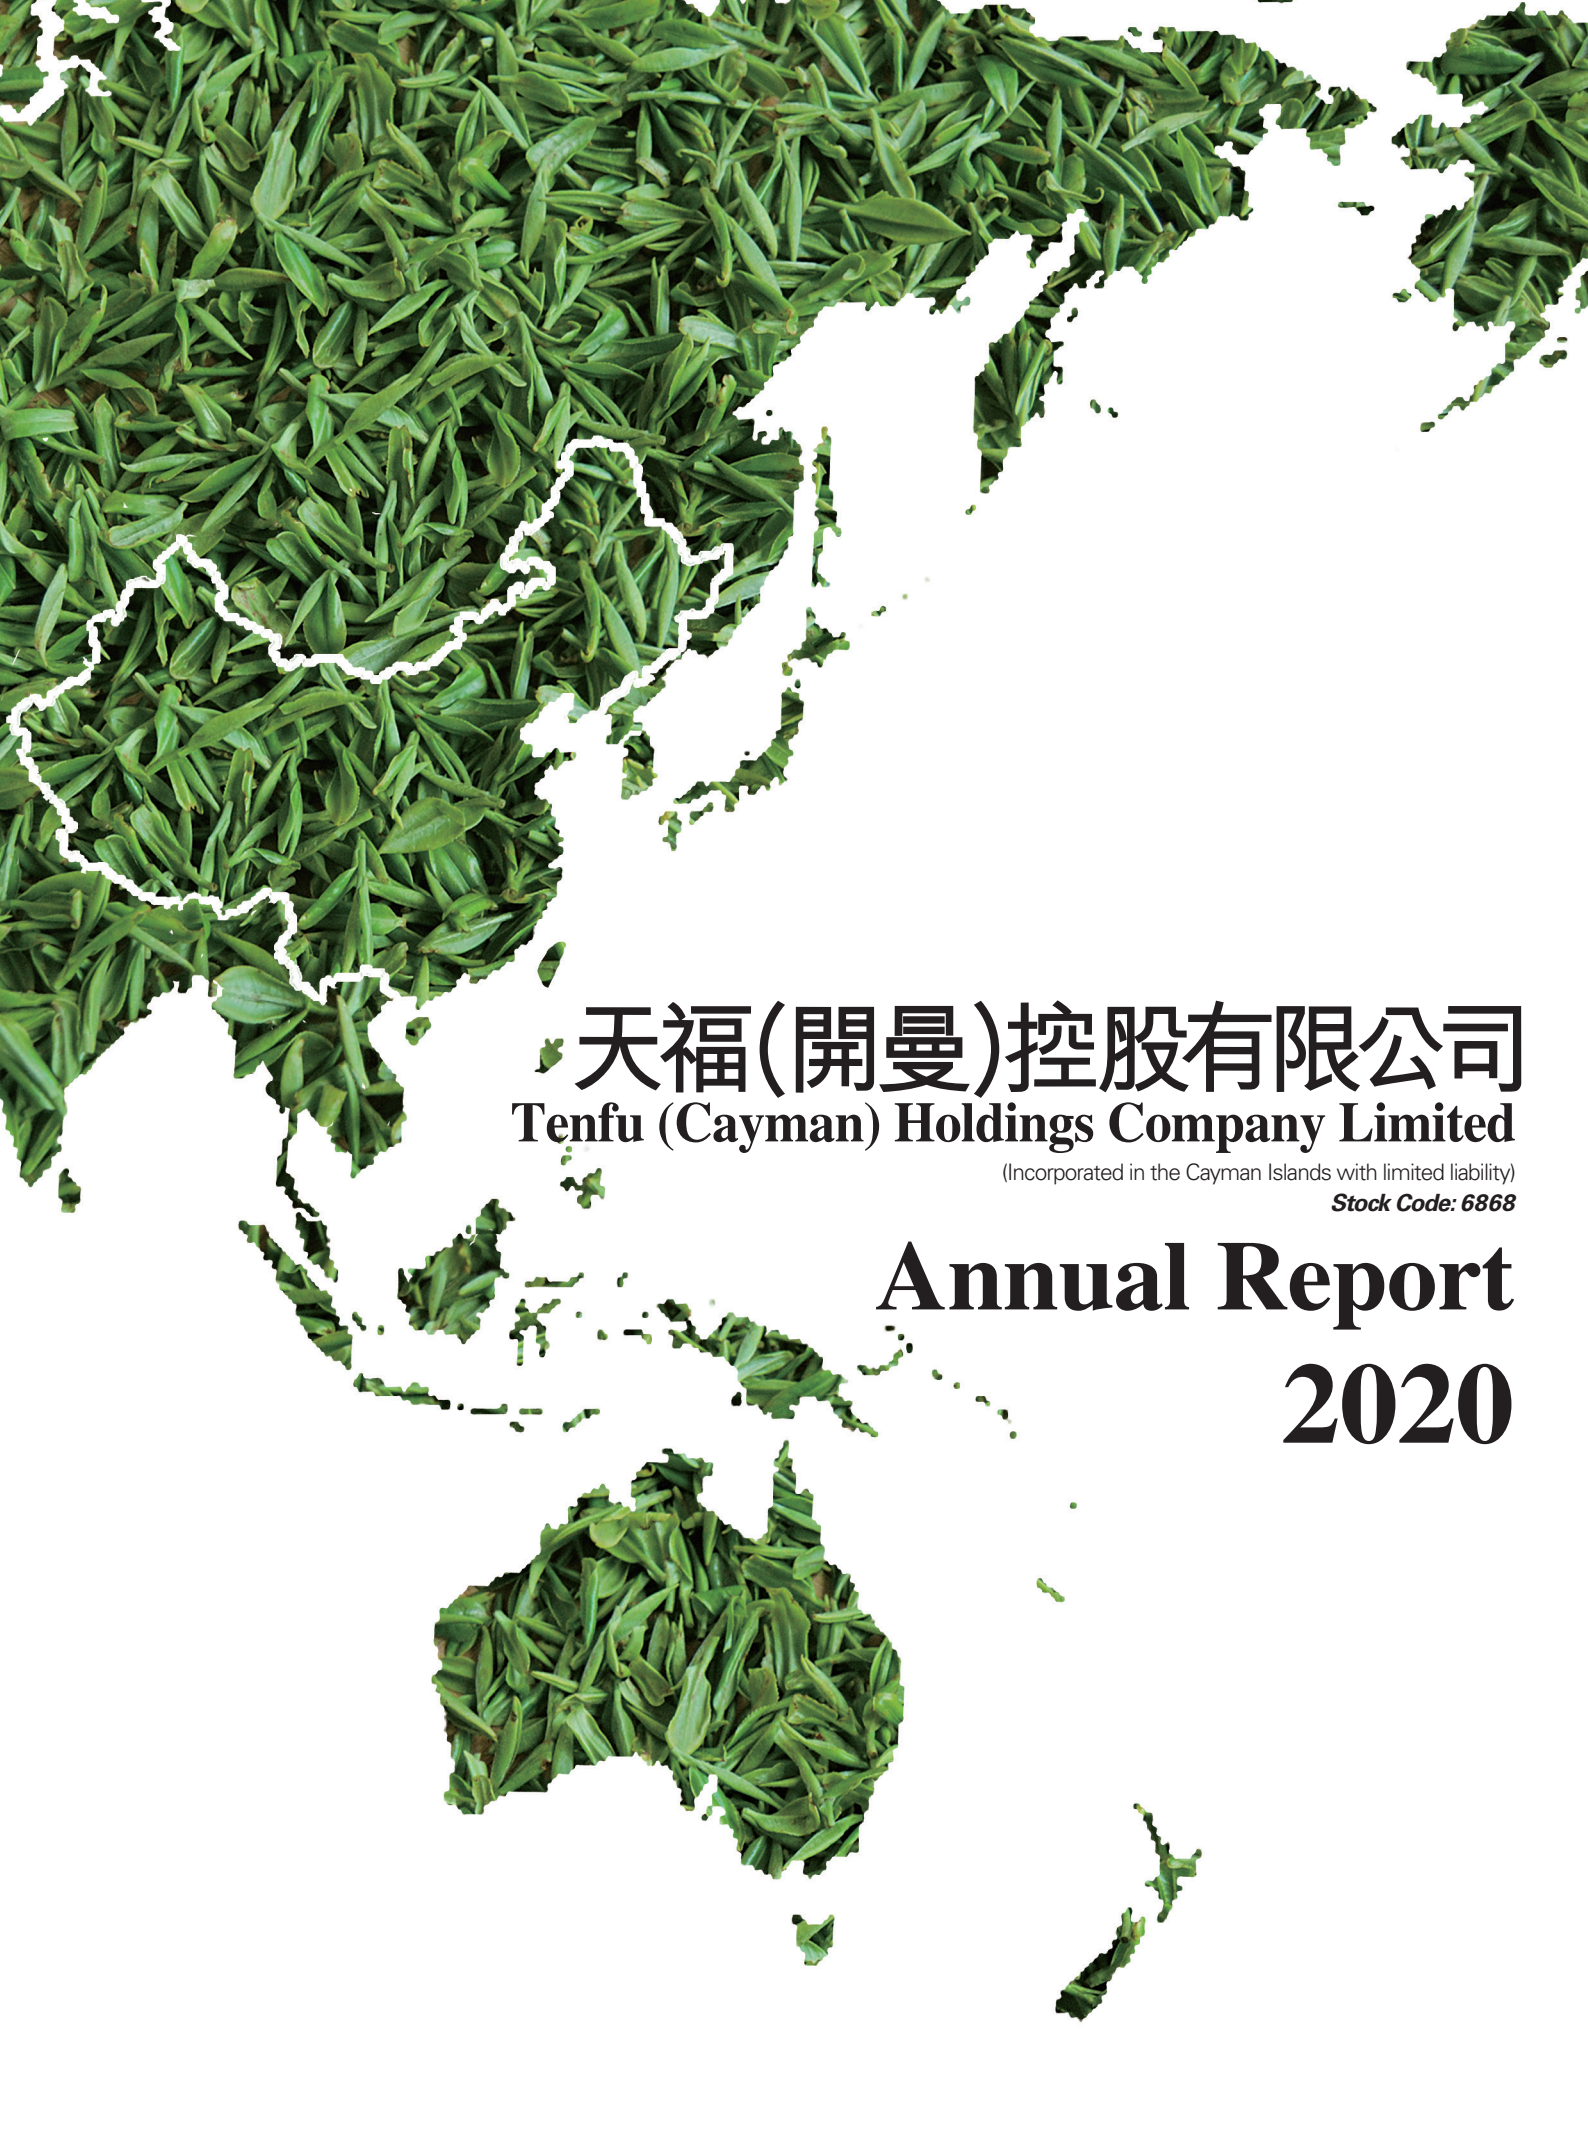 天福(開曼)控股有限公司
Tenfu (Cayman) Holdings Company Limited
(Incorporated in the Cayman Islands with limited liability)
Stock Code: 6868
Annual Report
2020